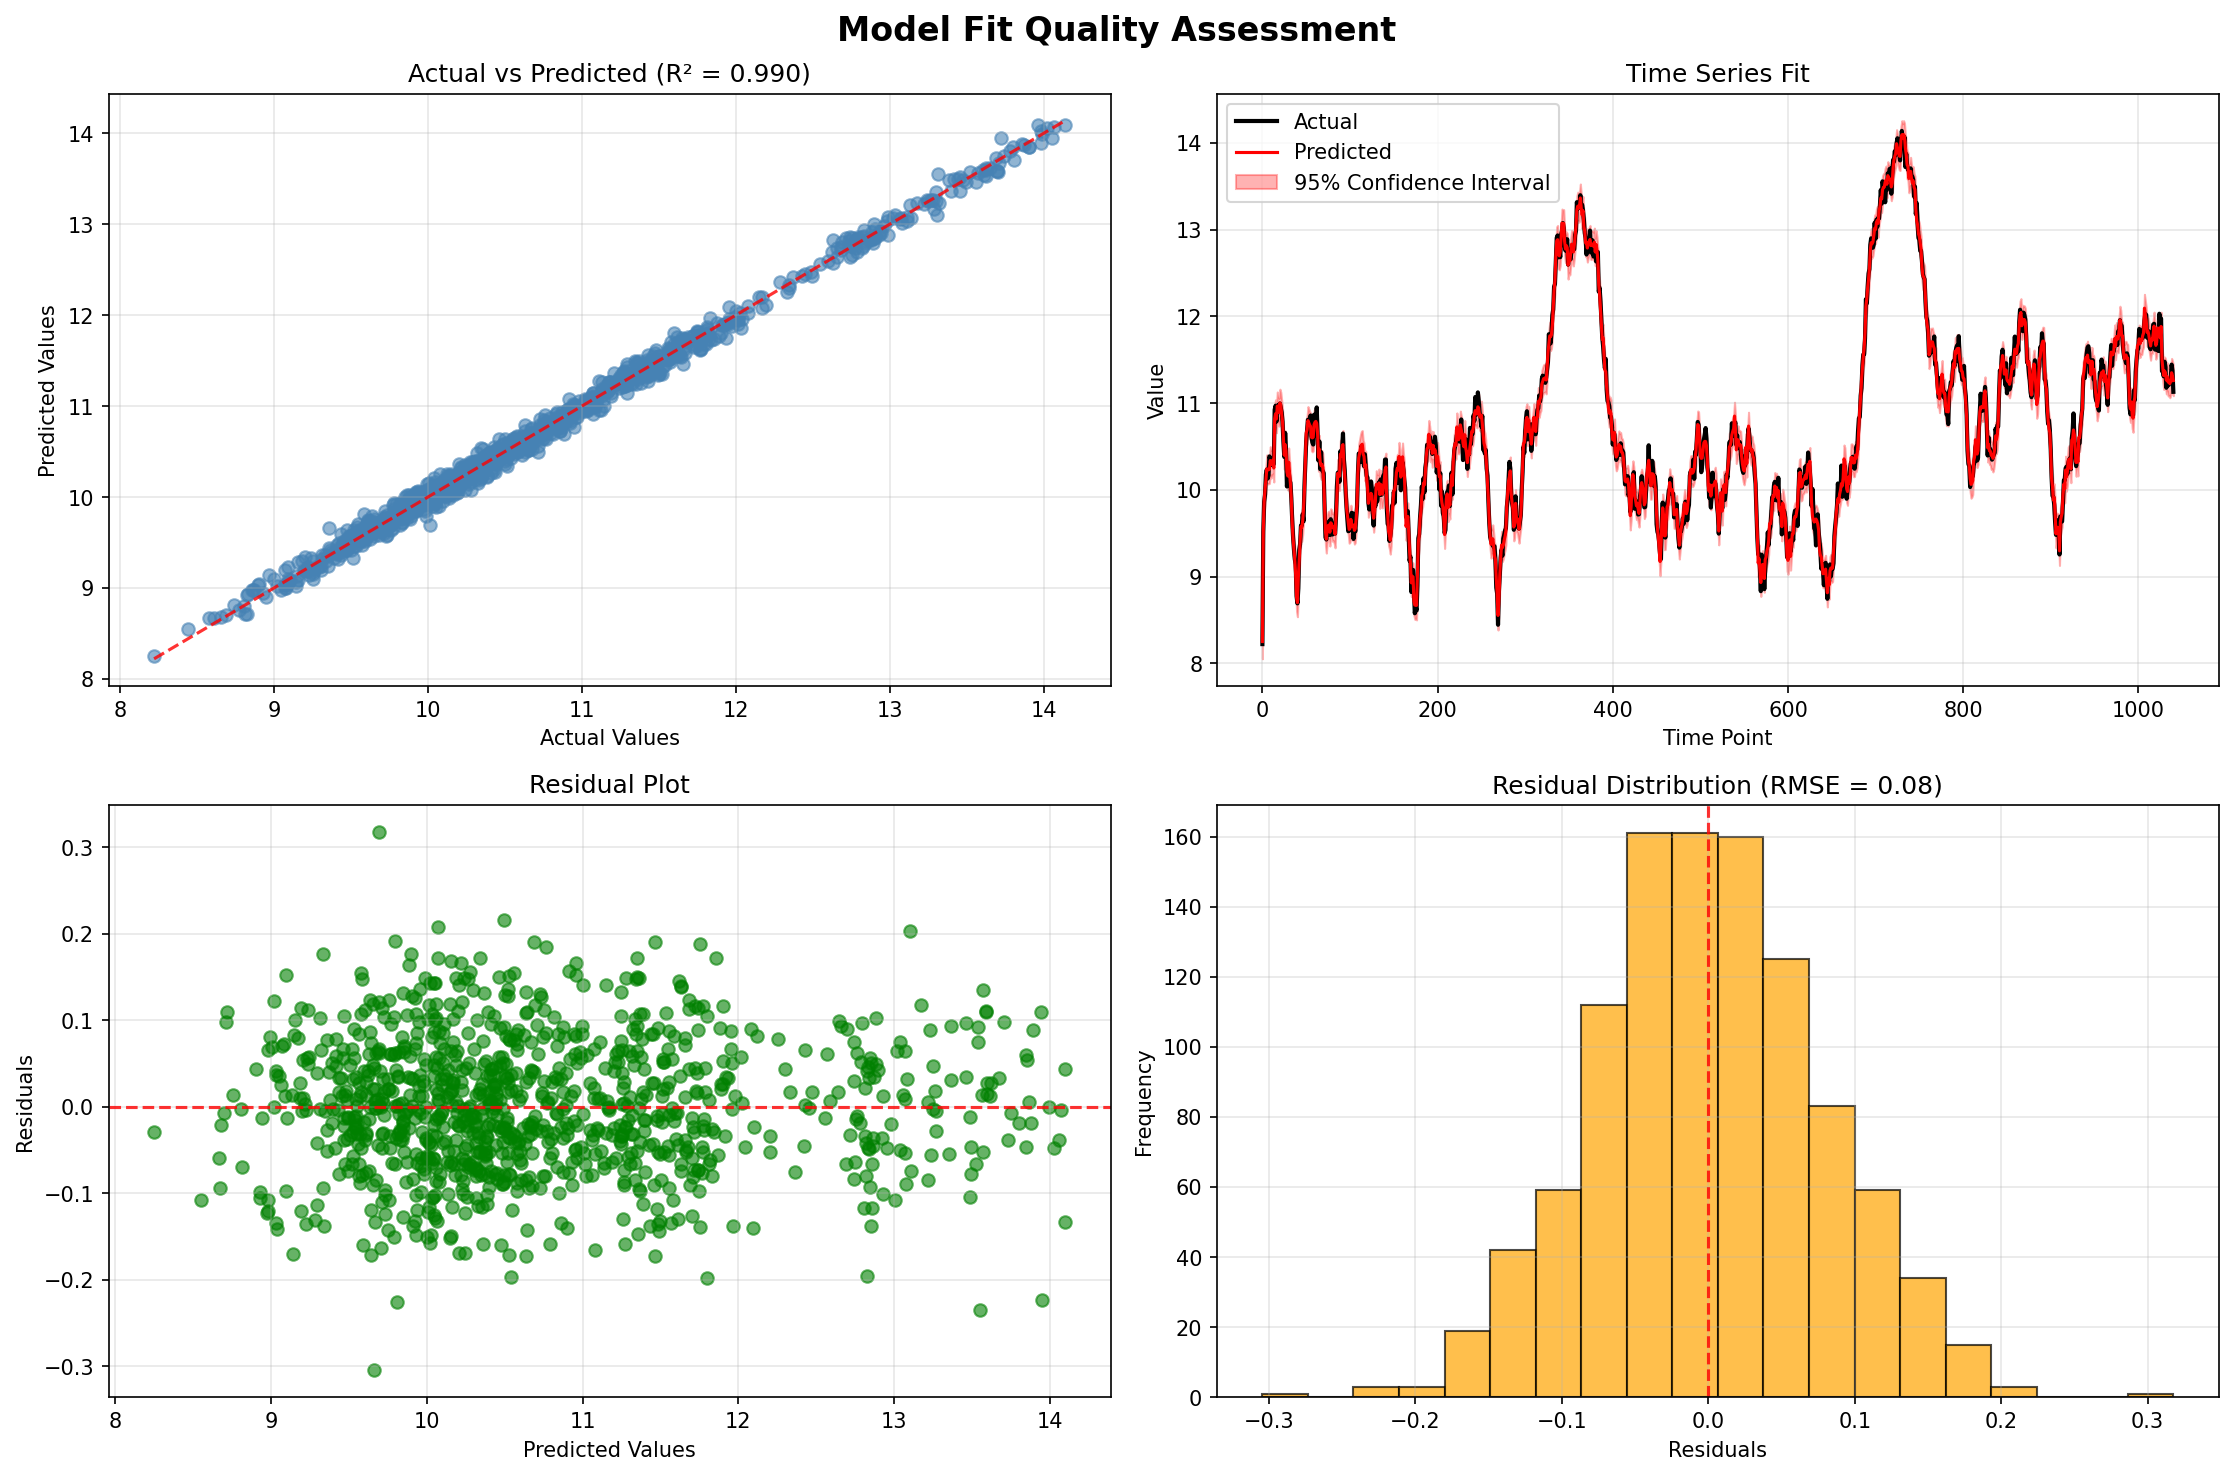 Model Fit Quality Assessment
Actual vs Predicted (R² = 0.990)
Predicted Values
14
13
12
11
10
9
8
8 9 10 11 12 13 14
Actual Values
Time Series Fit
Actual
Predicted
95% Confidence Interval
Value
14
13
12
11
10
9
8
0 200 400 600 800 1000
Time Point
Residual Plot
Residuals
0.3
0.2
0.1
0.0
−0.1
−0.2
−0.3
8 9 10 11 12 13 14
Predicted Values
Residual Distribution (RMSE = 0.08)
Frequency
160
140
120
100
80
60
40
20
0
−0.3 −0.2 −0.1 0.0 0.1 0.2 0.3
Residuals